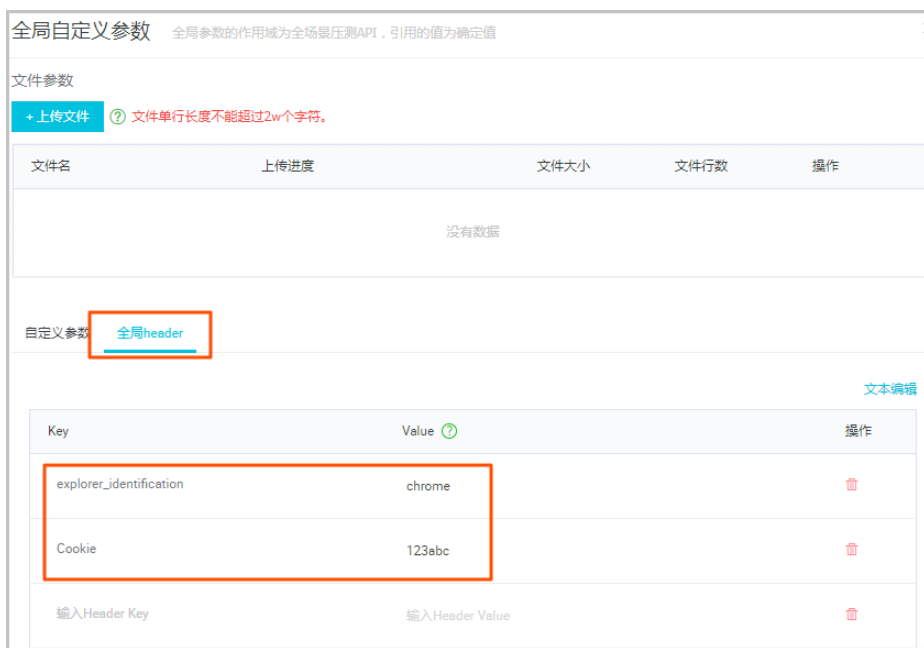 全局自定义参数 全局参数的作用域为全场景压测API，引用的值为确定值
文件参数
+ 上传文件 ? 文件单行长度不能超过2w个字符。
文件名 上传进度 文件大小 文件行数 操作
没有数据
自定义参数 全局header
文本编辑
Key Value ? 操作
explorer_identification chrome
Cookie 123abc
输入Header Key 输入Header Value